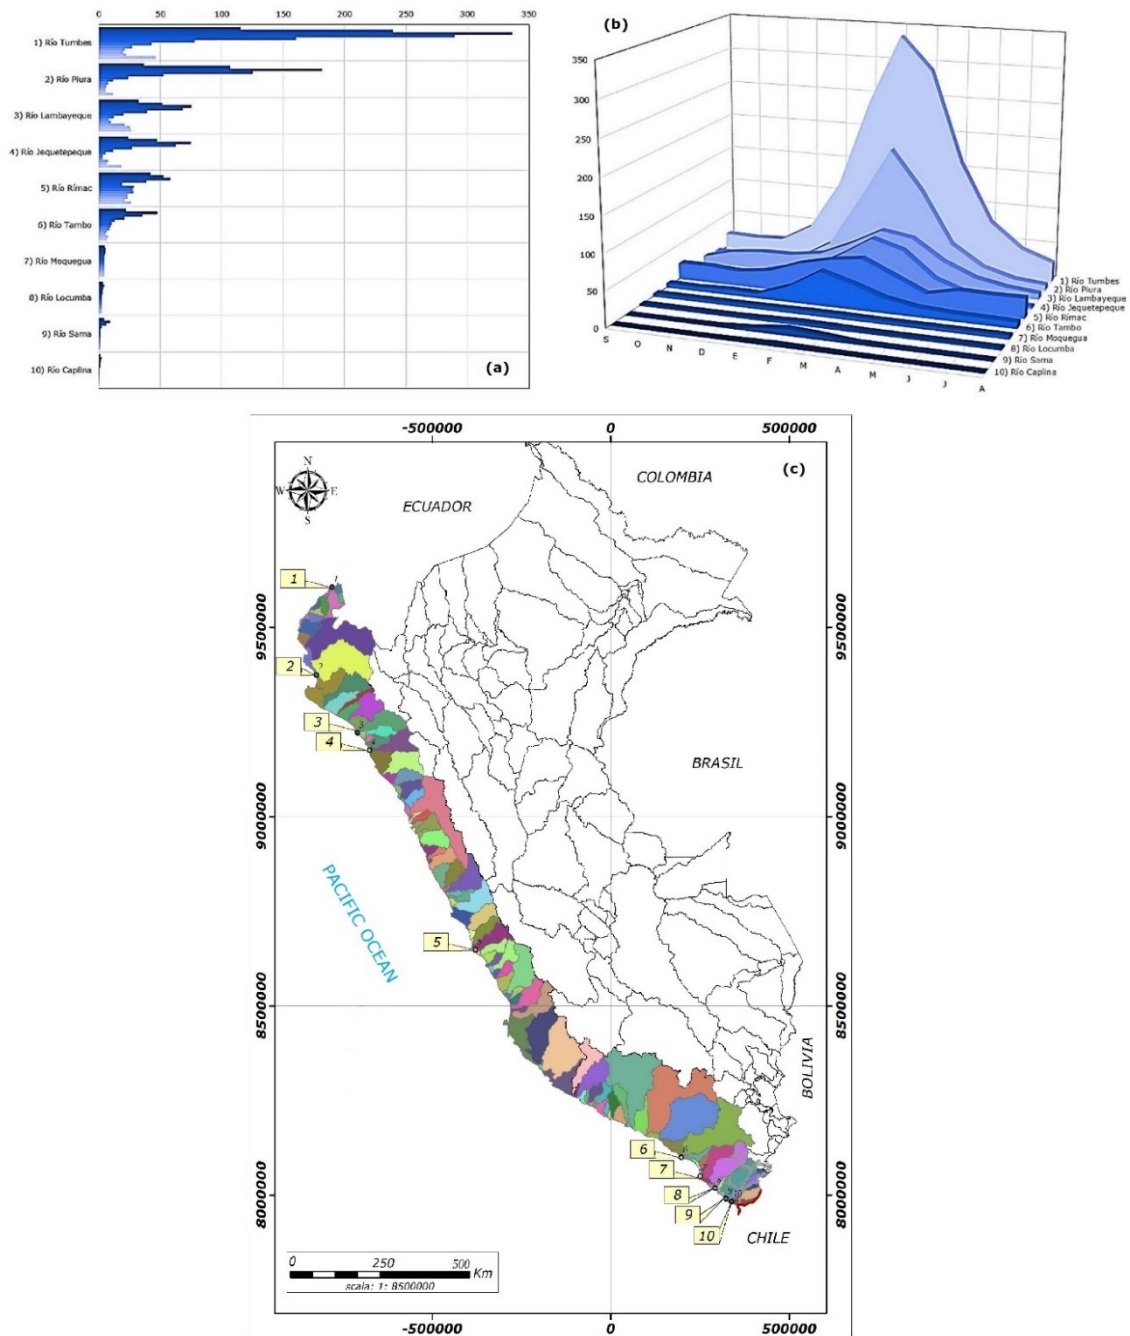 0 50 100 150 200 250 300 350
1) Río Tumbes
2) Río Piura
3) Río Lambayeque
4) Río Jequetepeque
5) Río Rímac
6) Río Tambo
7) Río Moquegua
8) Río Locumba
9) Río Sama
10) Río Caplina
(a)
(b)
350
300
250
200
150
100
50
0
S O N D E F M A M J J A
1) Río Tumbes
2) Río Piura
3) Río Lambayeque
4) Río Jequetepeque
5) Río Rímac
6) Río Tambo
7) Río Moquegua
8) Río Locumba
9) Río Sama
10) Río Caplina
-500000 0 500000
(c)
N
W E
S
COLOMBIA
ECUADOR
1
1
9500000
9500000
2
2
3
3
4
BRASIL
9000000
9000000
PACIFIC OCEAN
5
8500000
8500000
BOLIVIA
6
6
7
8
8000000
8000000
9
10
10
CHILE
0 250 500
Km
scala: 1: 8500000
-500000 0 500000